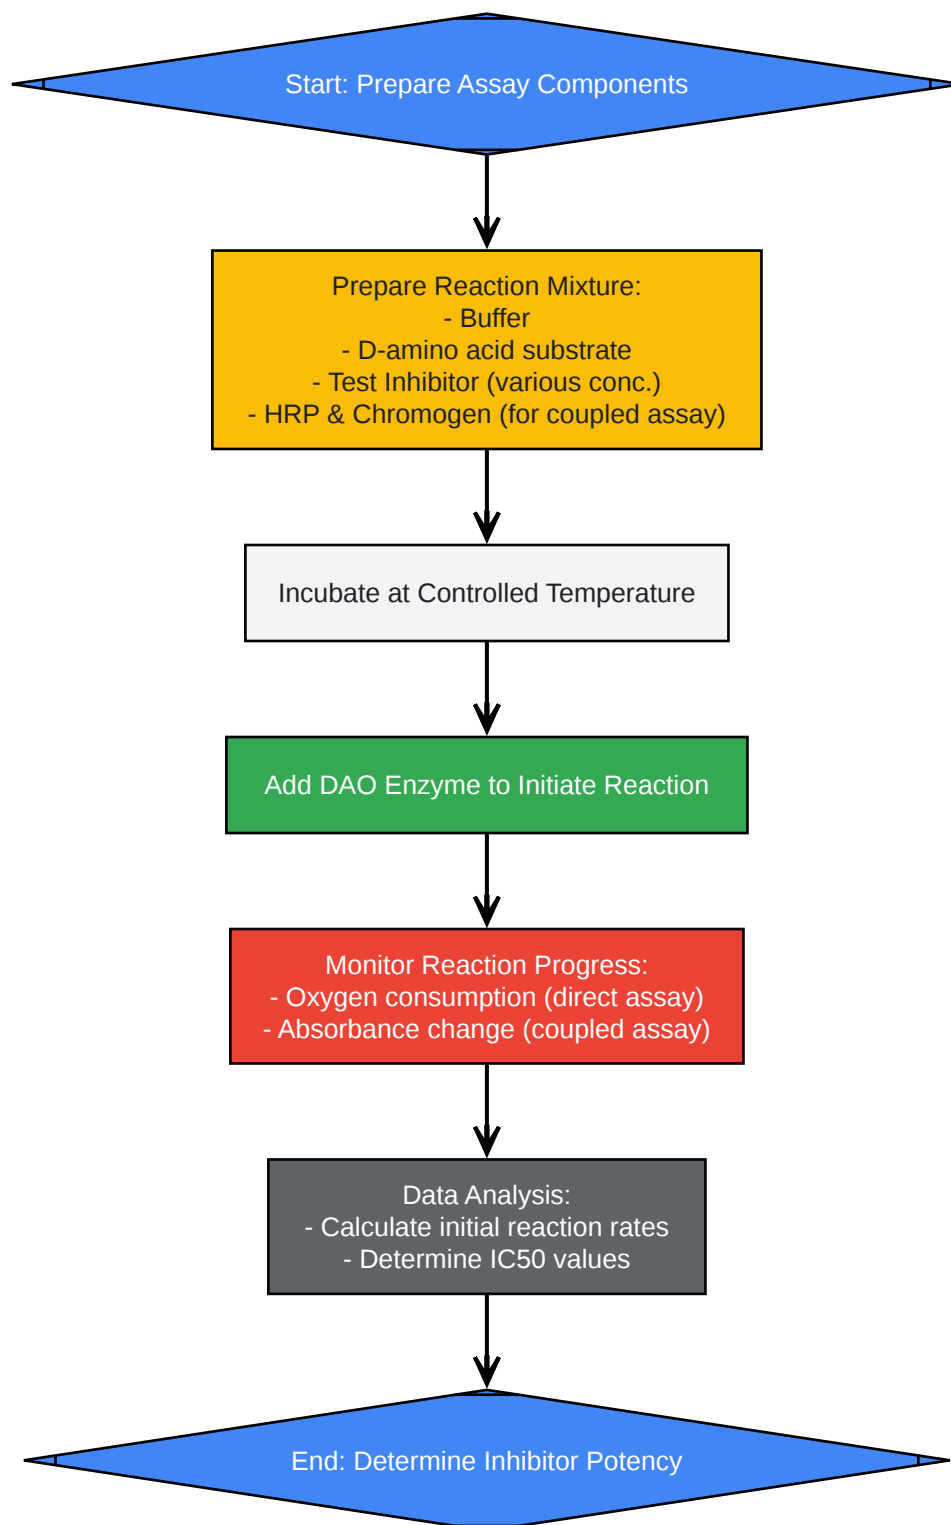 Start: Prepare Assay Components
Prepare Reaction Mixture:
- Buffer
- D-amino acid substrate
- Test Inhibitor (various conc.)
- HRP & Chromogen (for coupled assay)
Incubate at Controlled Temperature
Add DAO Enzyme to Initiate Reaction
Monitor Reaction Progress:
- Oxygen consumption (direct assay)
- Absorbance change (coupled assay)
Data Analysis:
- Calculate initial reaction rates
- Determine IC50 values
End: Determine Inhibitor Potency